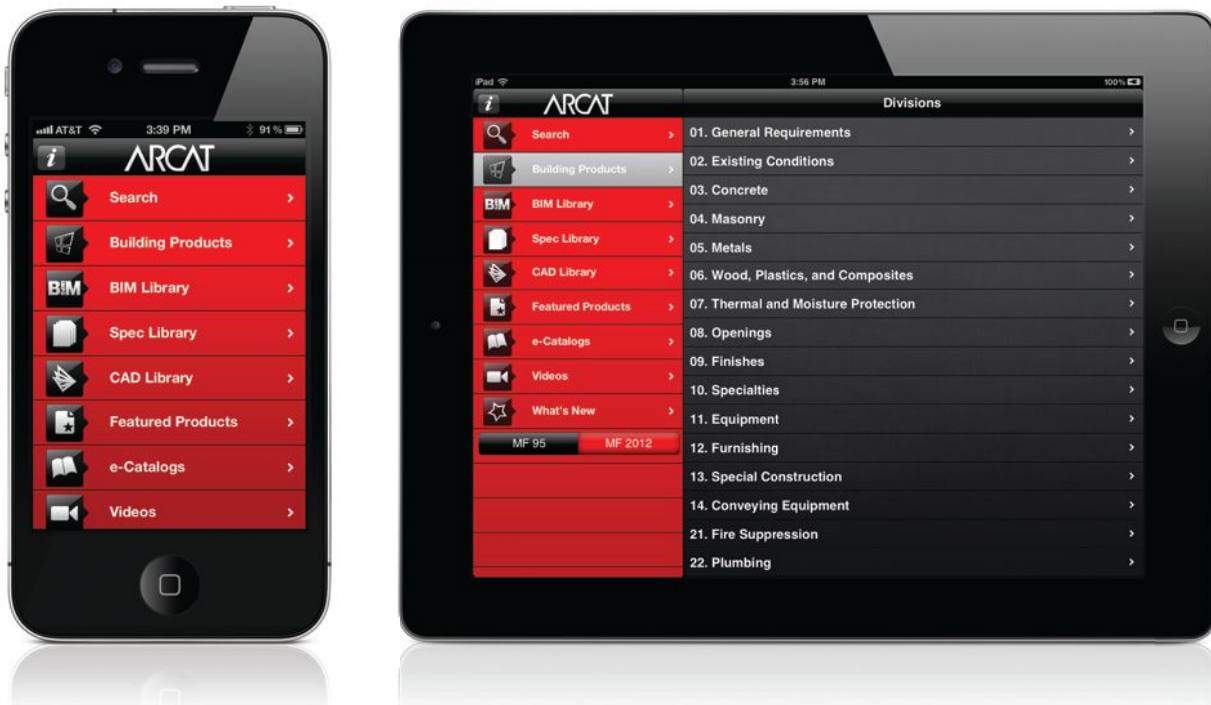 AT&T 3:39 PM 91%
i ARCAT
Search
Building Products
BIM BIM Library
Spec Library
CAD Library
Featured Products
e-Catalogs
Videos
iPad 3:56 PM 100%
i ARCAT
Search
Building Products
BIM BIM Library
Spec Library
CAD Library
Featured Products
e-Catalogs
Videos
What's New
MF 95 MF 2012
Divisions
01. General Requirements
02. Existing Conditions
03. Concrete
04. Masonry
05. Metals
06. Wood, Plastics, and Composites
07. Thermal and Moisture Protection
08. Openings
09. Finishes
10. Specialties
11. Equipment
12. Furnishing
13. Special Construction
14. Conveying Equipment
21. Fire Suppression
22. Plumbing